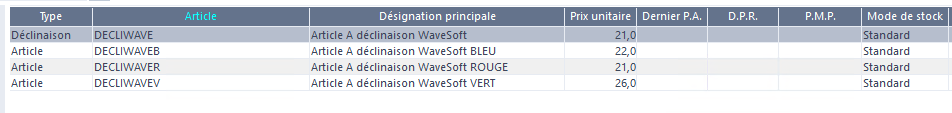 Type Article Désignation principale Prix unitaire Dernier P.A. D.P.R. P.M.P. Mode de stock
Déclinaison DECLIWAVE Article A déclinaison WaveSoft 21,0 Standard
Article DECLIWAVEB Article A déclinaison WaveSoft BLEU 22,0 Standard
Article DECLIWAVER Article A déclinaison WaveSoft ROUGE 21,0 Standard
Article DECLIWAVEV Article A déclinaison WaveSoft VERT 26,0 Standard